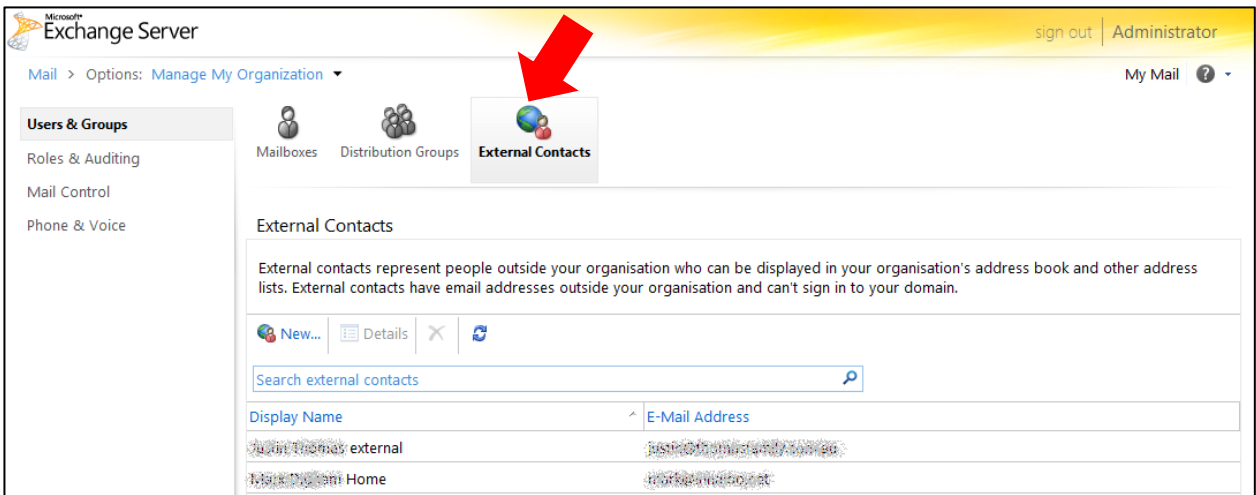 Microsoft®
Exchange Server
sign out Administrator
Mail > Options: Manage My Organization
My Mail ?
Users & Groups
Roles & Auditing
Mail Control
Phone & Voice
Mailboxes Distribution Groups External Contacts
External Contacts
External contacts represent people outside your organisation who can be displayed in your organisation's address book and other address
lists. External contacts have email addresses outside your organisation and can't sign in to your domain.
New... Details
Search external contacts
Display Name E-Mail Address
external
Home